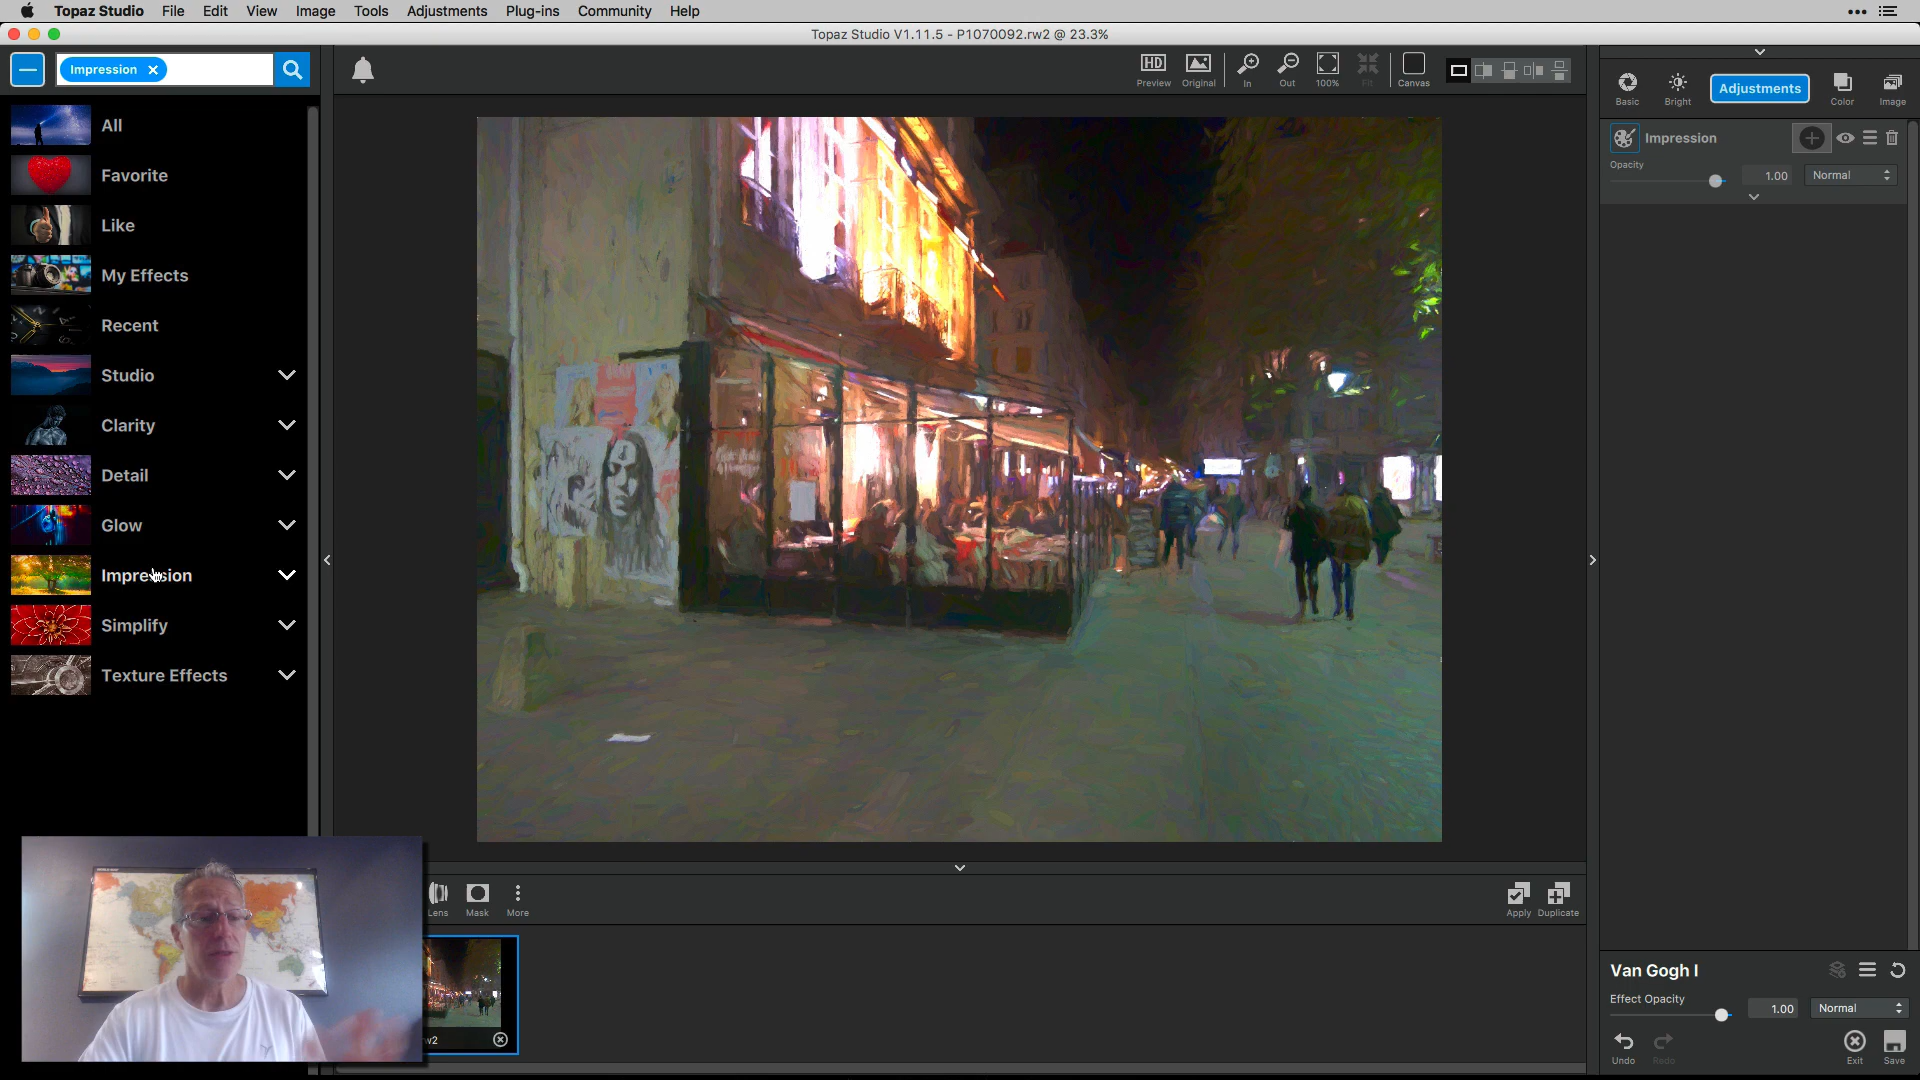 Topaz Studio File Edit View Image Tools Adjustments Plug-ins Community Help
Topaz Studio V1.11.5 - P1070092.rw2 @ 23.3%
Impression
HD
Preview Original In Out 100% Fit Canvas
Basic Bright Adjustments Color Image
All
Favorite
Like
My Effects
Recent
Studio
Clarity
Detail
Glow
Impression
Simplify
Texture Effects
Impression
Opacity
1.00 Normal
Lens Mask More
Apply Duplicate
w2
Van Gogh I
Effect Opacity
1.00 Normal
Undo Redo Exit Save